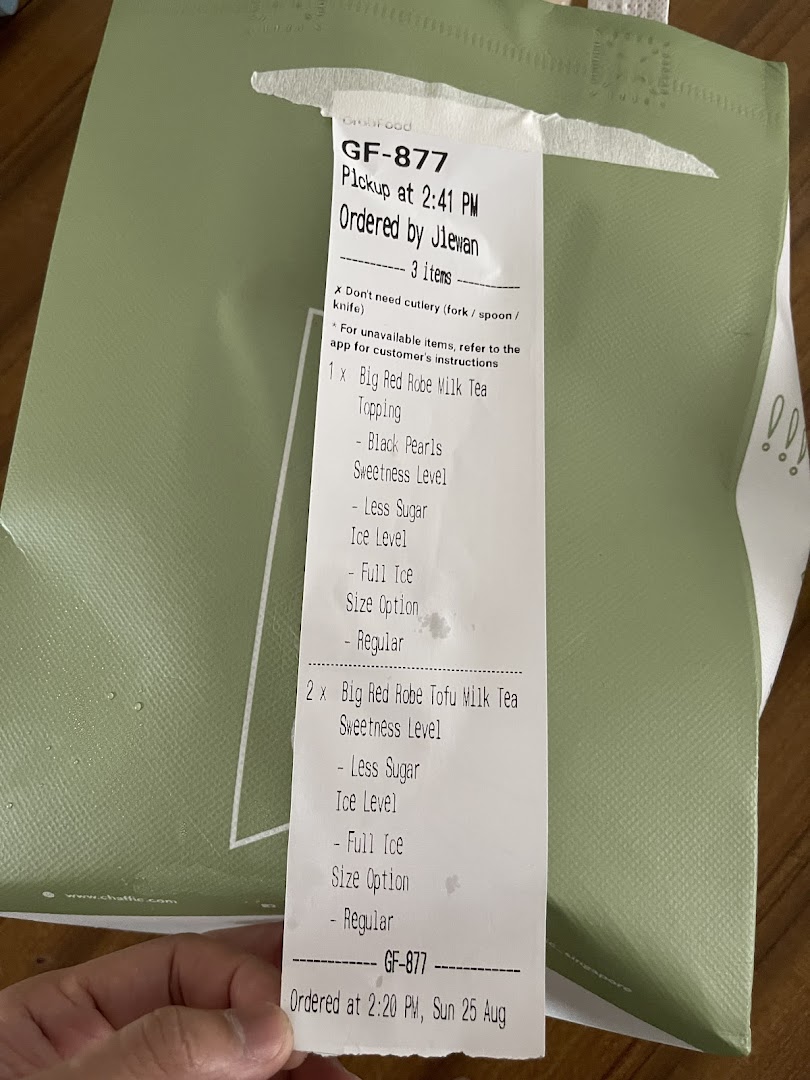 GrabFood
GF-877
Pickup at 2:41 PM
Ordered by Jiewan
----------- 3 items -----------
✗ Don't need cutlery (fork / spoon /
knife)
* For unavailable items, refer to the
app for customer's instructions
1 x Big Red Robe Milk Tea
Topping
- Black Pearls
Sweetness Level
- Less Sugar
Ice Level
- Full Ice
Size Option
- Regular
2 x Big Red Robe Tofu Milk Tea
Sweetness Level
- Less Sugar
Ice Level
- Full Ice
Size Option
- Regular
------------ GF-877 ------------
Ordered at 2:20 PM, Sun 25 Aug
www.chaffic.com
singapore